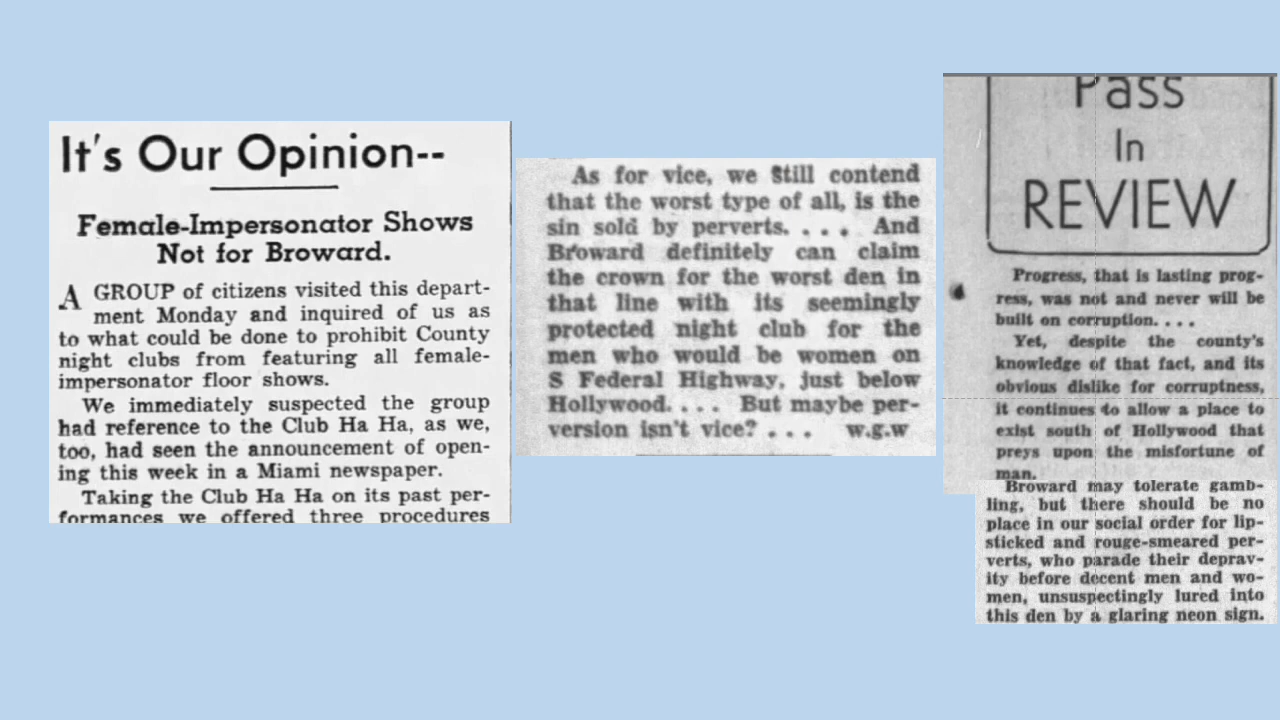 It's Our Opinion--
Female-Impersonator Shows
Not for Broward.
A GROUP of citizens visited this depart-
ment Monday and inquired of us as
to what could be done to prohibit County
night clubs from featuring all female-
impersonator floor shows.
We immediately suspected the group
had reference to the Club Ha Ha, as we,
too, had seen the announcement of open-
ing this week in a Miami newspaper.
Taking the Club Ha Ha on its past per-
formances we offered three procedures
As for vice, we still contend
that the worst type of all, is the
sin sold by perverts. . . . And
Broward definitely can claim
the crown for the worst den in
that line with its seemingly
protected night club for the
men who would be women on
S Federal Highway, just below
Hollywood. . . . But maybe per-
version isn't vice? . . . w.g.w
Pass
In
REVIEW
Progress, that is lasting prog-
ress, was not and never will be
built on corruption. . . .
Yet, despite the county's
knowledge of that fact, and its
obvious dislike for corruptness,
it continues to allow a place to
exist south of Hollywood that
preys upon the misfortune of
man.
Broward may tolerate gamb-
ling, but there should be no
place in our social order for lip-
sticked and rouge-smeared per-
verts, who parade their deprav-
ity before decent men and wo-
men, unsuspectingly lured into
this den by a glaring neon sign.